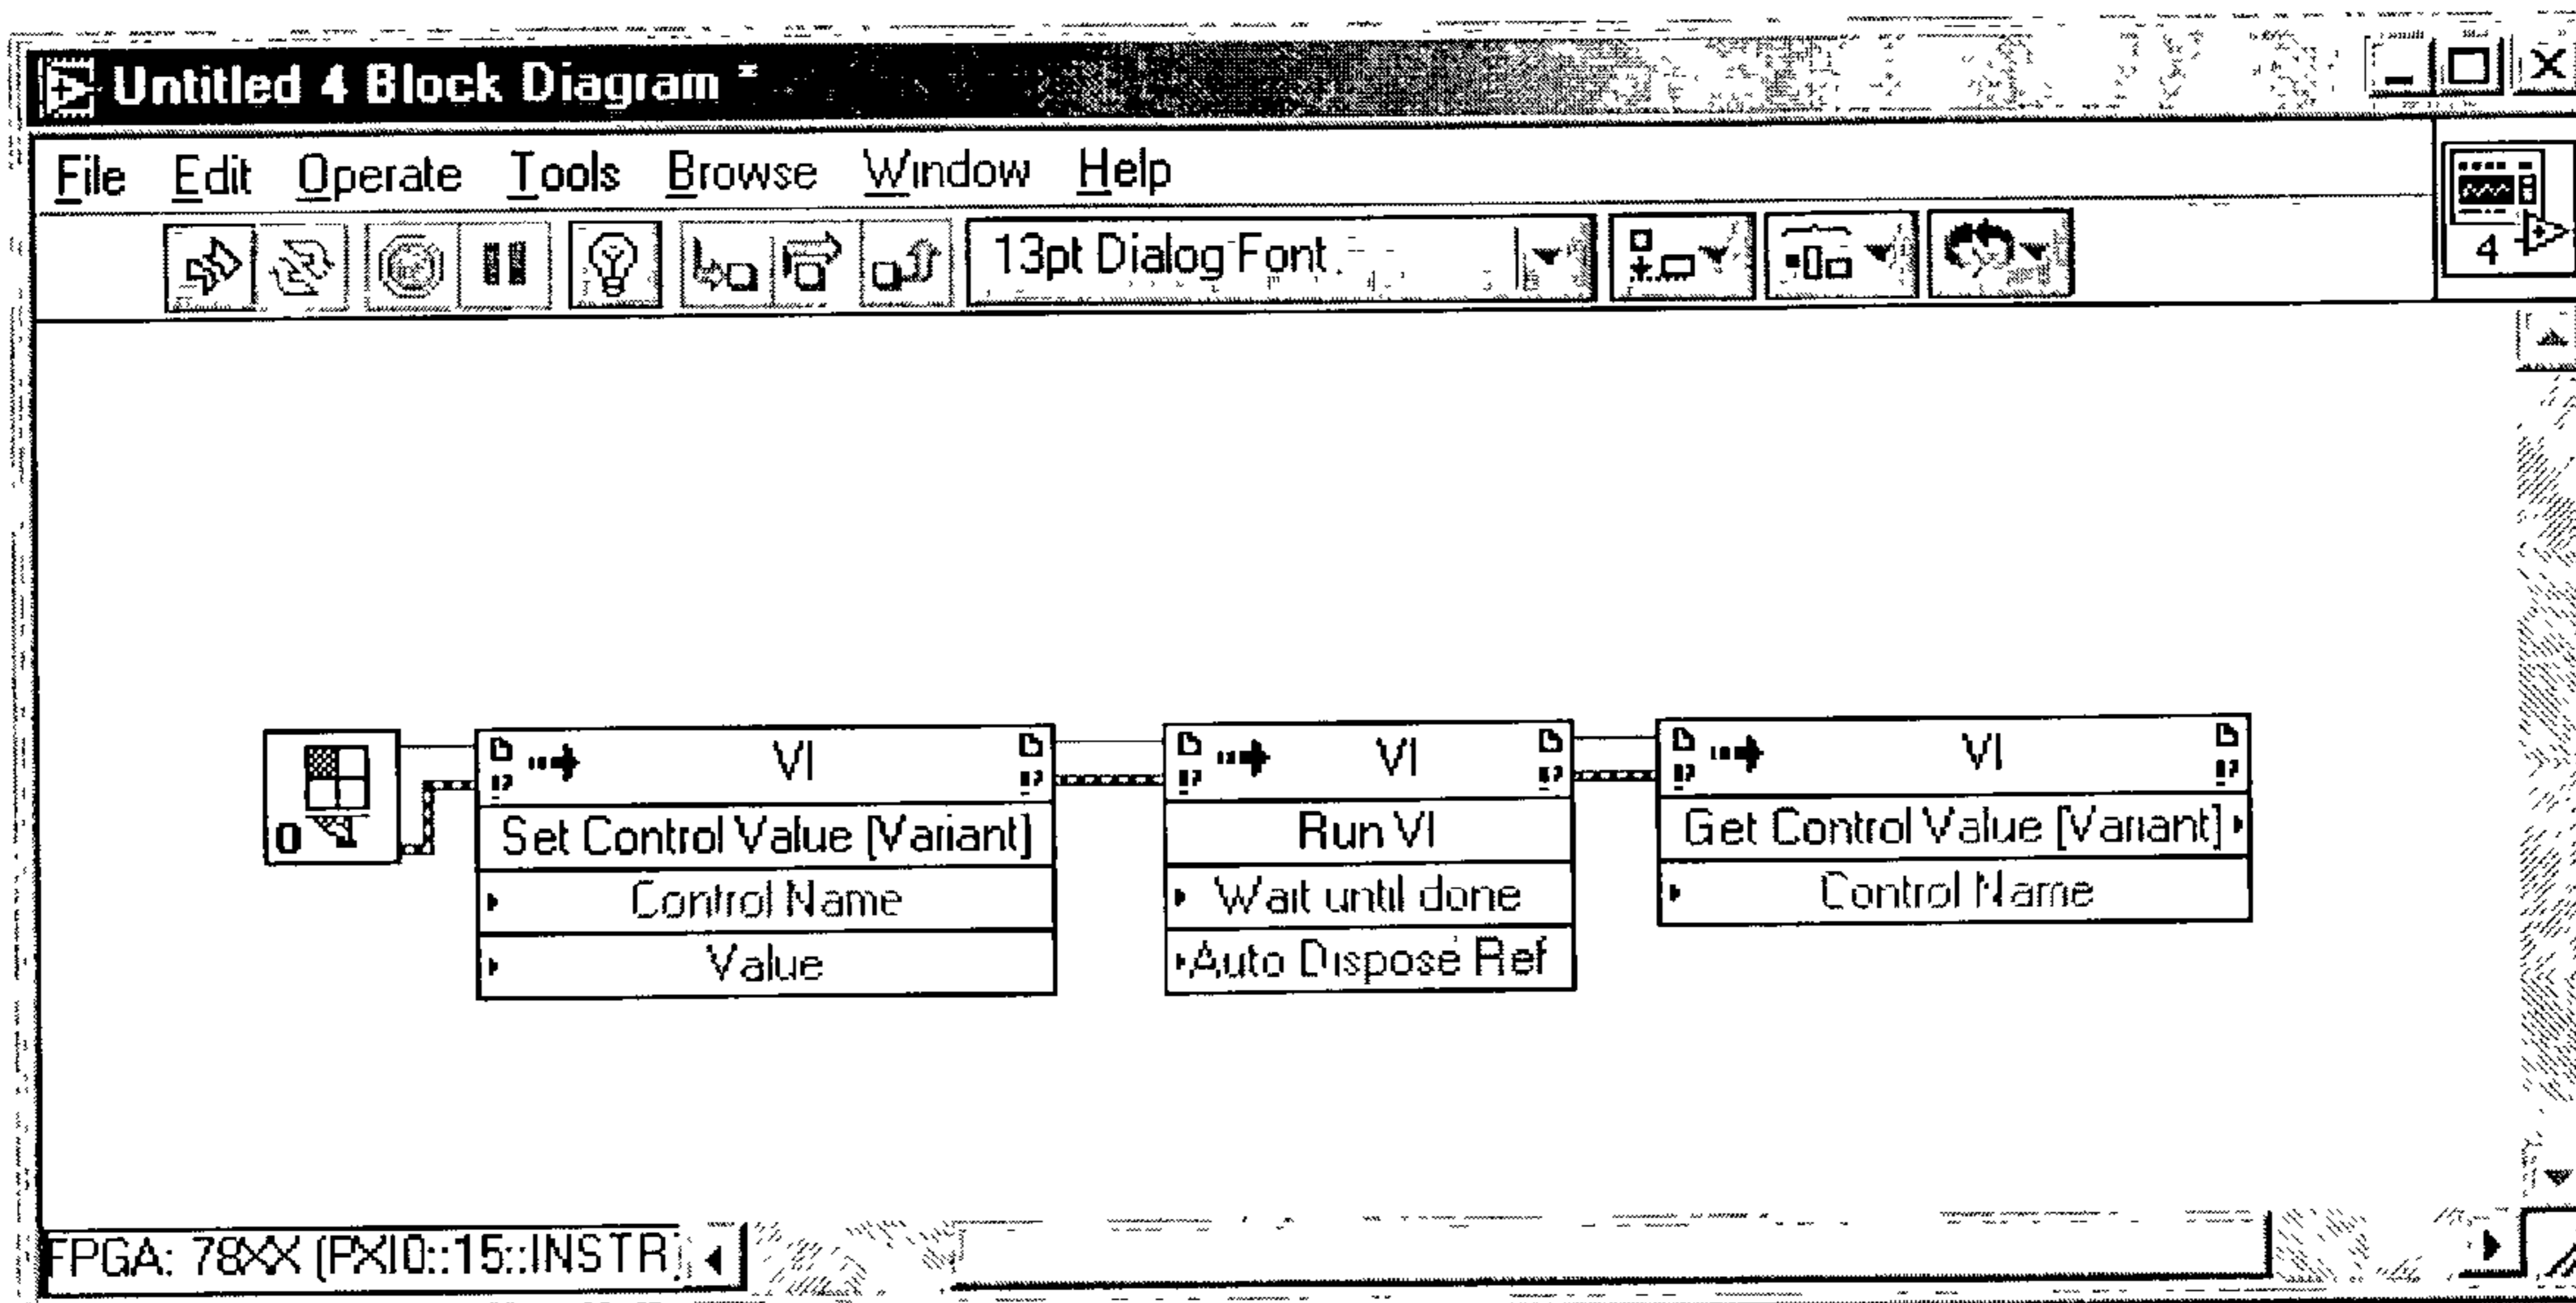 Untitled 4 Block Diagram *
File Edit Operate Tools Browse Window Help
13pt Dialog Font
4
0
VI
Set Control Value [Variant]
Control Name
Value
VI
Run VI
Wait until done
Auto Dispose Ref
VI
Get Control Value [Variant]
Control Name
FPGA: 78XX (PXI0::15::INSTR)